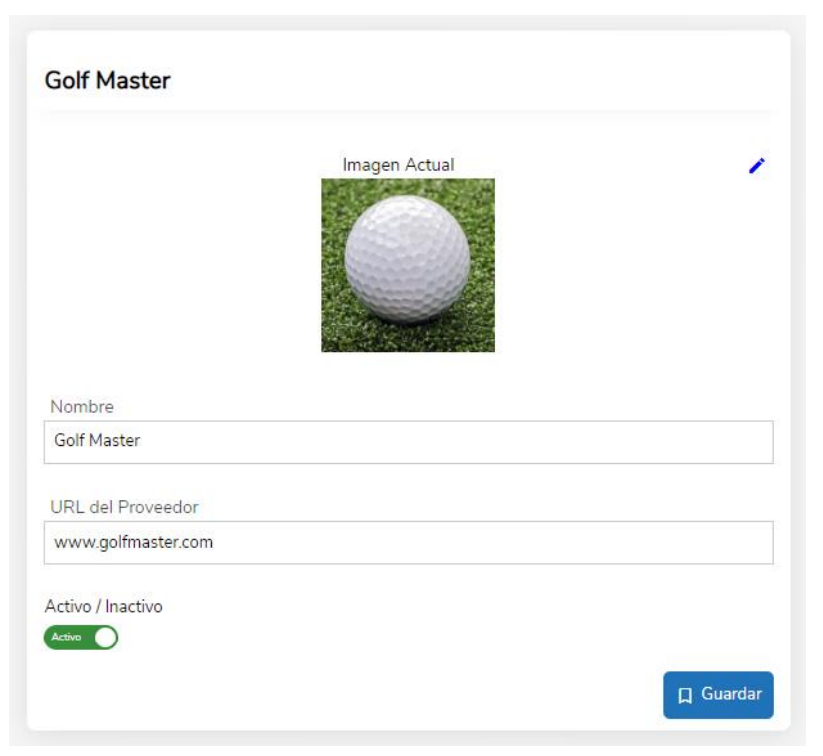 Golf Master
Imagen Actual
Nombre
Golf Master
URL del Proveedor
www.golfmaster.com
Activo / Inactivo
Activo
Guardar